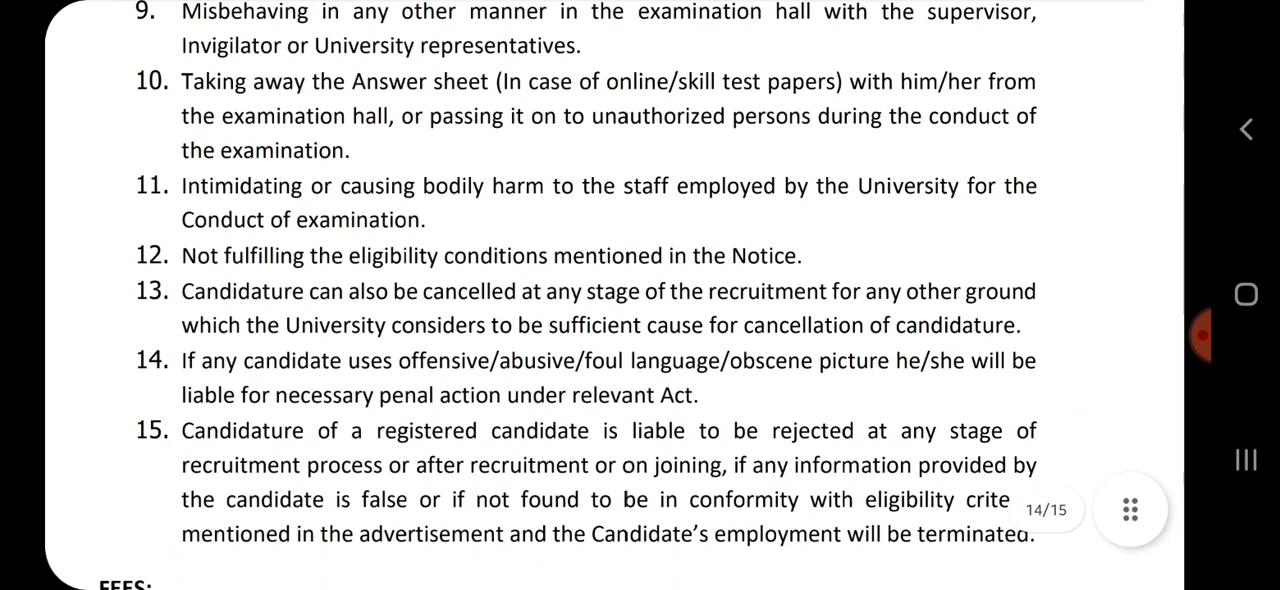 9. Misbehaving in any other manner in the examination hall with the supervisor,
Invigilator or University representatives.
10. Taking away the Answer sheet (In case of online/skill test papers) with him/her from
the examination hall, or passing it on to unauthorized persons during the conduct of
the examination.
11. Intimidating or causing bodily harm to the staff employed by the University for the
Conduct of examination.
12. Not fulfilling the eligibility conditions mentioned in the Notice.
13. Candidature can also be cancelled at any stage of the recruitment for any other ground
which the University considers to be sufficient cause for cancellation of candidature.
14. If any candidate uses offensive/abusive/foul language/obscene picture he/she will be
liable for necessary penal action under relevant Act.
15. Candidature of a registered candidate is liable to be rejected at any stage of
recruitment process or after recruitment or on joining, if any information provided by
the candidate is false or if not found to be in conformity with eligibility crite
14/15
mentioned in the advertisement and the Candidate's employment will be terminated.
FEES: